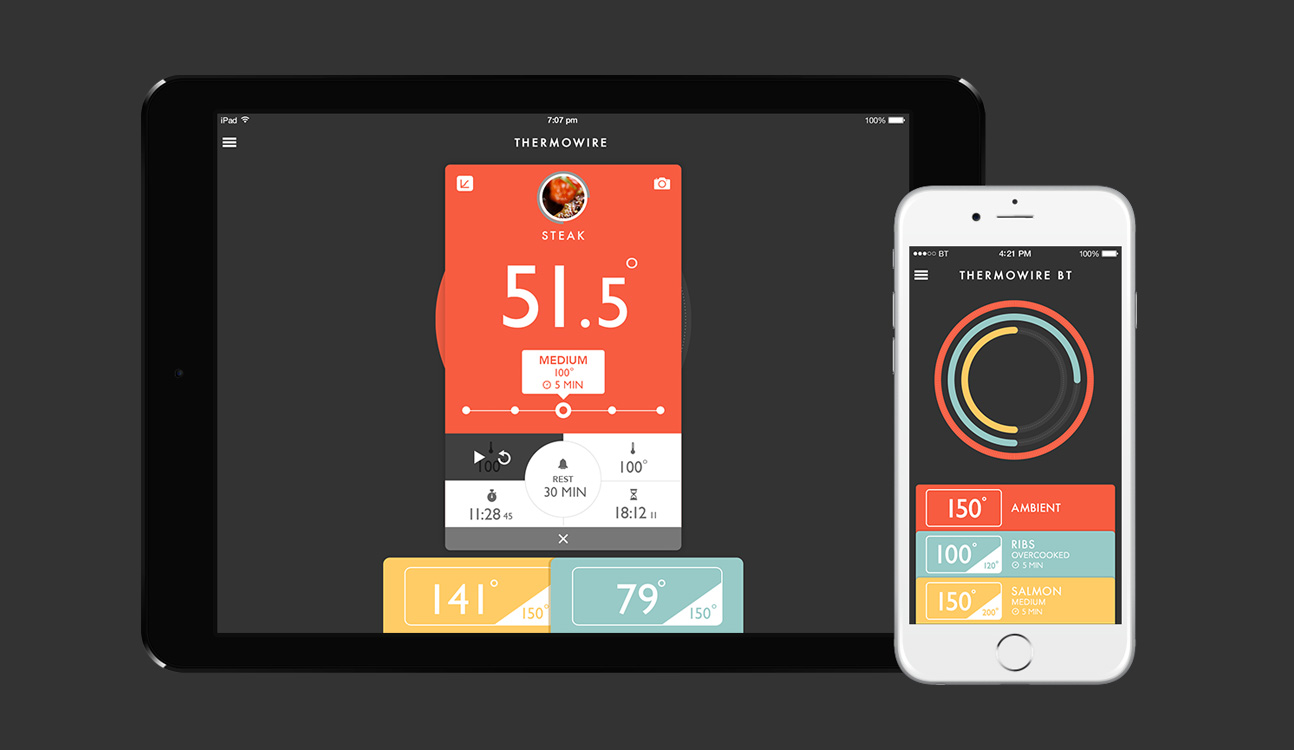 iPad 7:07 pm 100%
THERMOWIRE
STEAK
51.5°
MEDIUM
100°
5 MIN
100°
100°
REST
30 MIN
11:28 45
18:12 11
141° 150°
79° 150°
BT 4:21 PM 100%
THERMOWIRE BT
150° AMBIENT
100° 120° RIBS
OVERCOOKED
5 MIN
150° 200° SALMON
MEDIUM
5 MIN